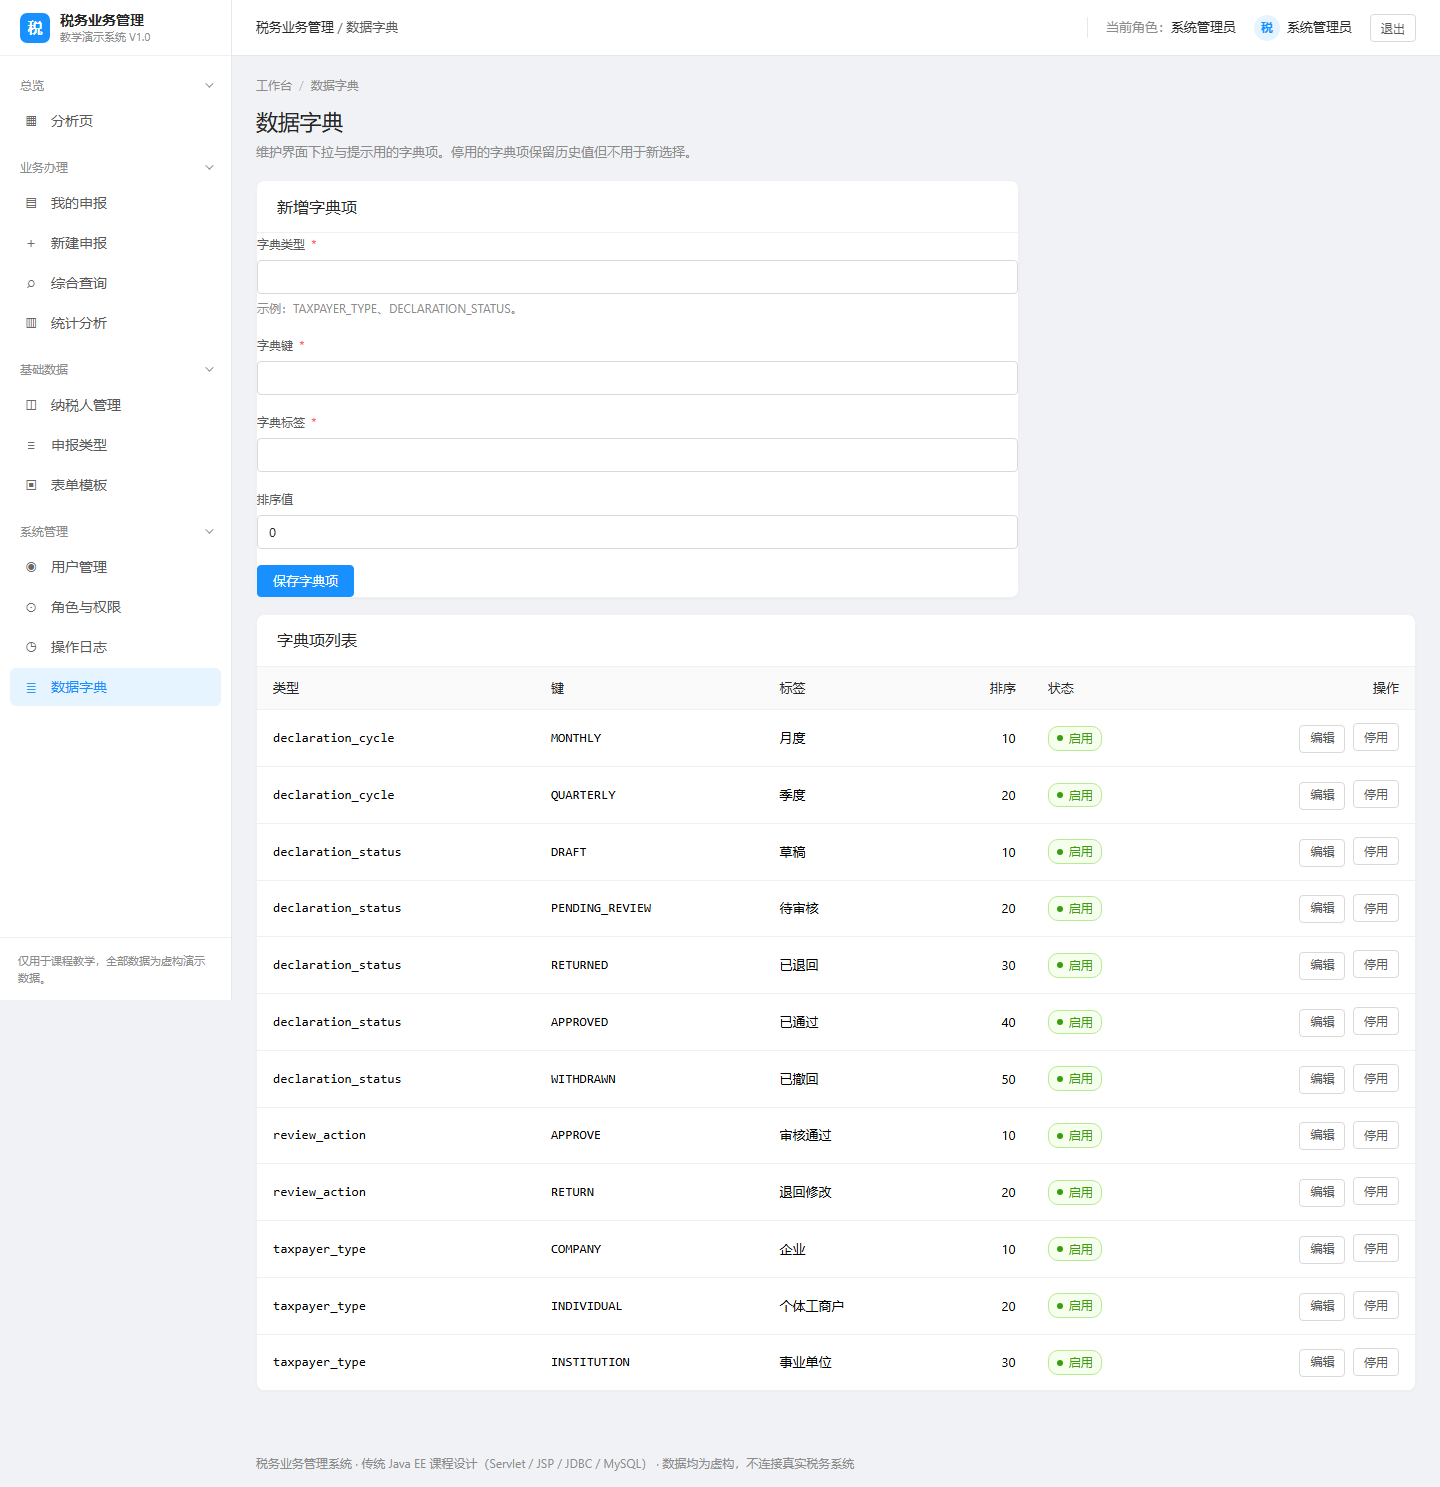 税
税务业务管理
教学演示系统 V1.0
税务业务管理 / 数据字典
当前角色：系统管理员
税 系统管理员
退出
总览
分析页
业务办理
我的申报
新建申报
综合查询
统计分析
基础数据
纳税人管理
申报类型
表单模板
系统管理
用户管理
角色与权限
操作日志
数据字典
仅用于课程教学，全部数据为虚构演示
数据。
工作台 / 数据字典
数据字典
维护界面下拉与提示用的字典项。停用的字典项保留历史值但不用于新选择。
新增字典项
字典类型 *
示例：TAXPAYER_TYPE、DECLARATION_STATUS。
字典键 *
字典标签 *
排序值
0
保存字典项
字典项列表
类型 键 标签 排序 状态 操作
declaration_cycle MONTHLY 月度 10 启用 编辑 停用
declaration_cycle QUARTERLY 季度 20 启用 编辑 停用
declaration_status DRAFT 草稿 10 启用 编辑 停用
declaration_status PENDING_REVIEW 待审核 20 启用 编辑 停用
declaration_status RETURNED 已退回 30 启用 编辑 停用
declaration_status APPROVED 已通过 40 启用 编辑 停用
declaration_status WITHDRAWN 已撤回 50 启用 编辑 停用
review_action APPROVE 审核通过 10 启用 编辑 停用
review_action RETURN 退回修改 20 启用 编辑 停用
taxpayer_type COMPANY 企业 10 启用 编辑 停用
taxpayer_type INDIVIDUAL 个体工商户 20 启用 编辑 停用
taxpayer_type INSTITUTION 事业单位 30 启用 编辑 停用
税务业务管理系统 · 传统 Java EE 课程设计（Servlet / JSP / JDBC / MySQL） · 数据均为虚构，不连接真实税务系统